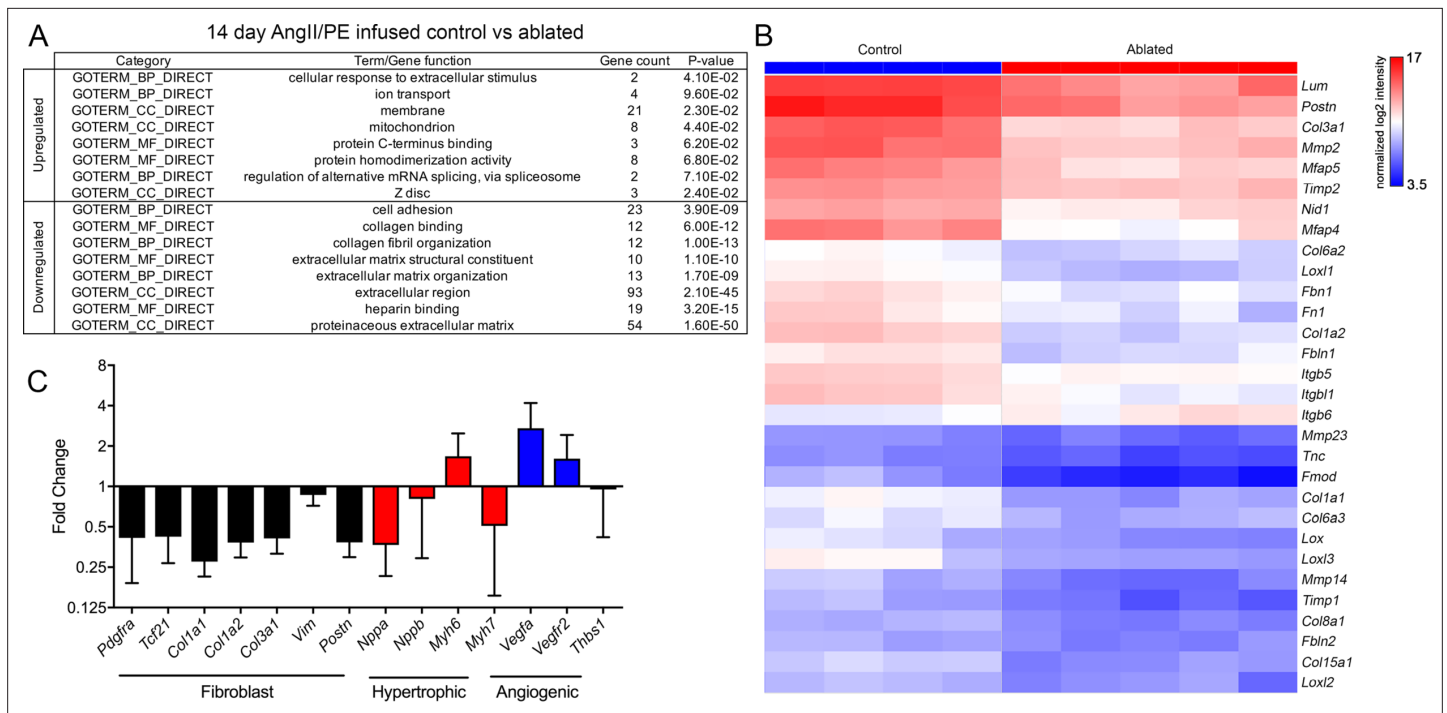 A
14 day AngII/PE infused control vs ablated
Category Term/Gene function Gene count P-value
Upregulated
GOTERM_BP_DIRECT cellular response to extracellular stimulus 2 4.10E-02
GOTERM_BP_DIRECT ion transport 4 9.60E-02
GOTERM_CC_DIRECT membrane 21 2.30E-02
GOTERM_CC_DIRECT mitochondrion 8 4.40E-02
GOTERM_MF_DIRECT protein C-terminus binding 3 6.20E-02
GOTERM_MF_DIRECT protein homodimerization activity 8 6.80E-02
GOTERM_BP_DIRECT regulation of alternative mRNA splicing, via spliceosome 2 7.10E-02
GOTERM_CC_DIRECT Z disc 3 2.40E-02
Downregulated
GOTERM_BP_DIRECT cell adhesion 23 3.90E-09
GOTERM_MF_DIRECT collagen binding 12 6.00E-12
GOTERM_BP_DIRECT collagen fibril organization 12 1.00E-13
GOTERM_MF_DIRECT extracellular matrix structural constituent 10 1.10E-10
GOTERM_BP_DIRECT extracellular matrix organization 13 1.70E-09
GOTERM_CC_DIRECT extracellular region 93 2.10E-45
GOTERM_MF_DIRECT heparin binding 19 3.20E-15
GOTERM_CC_DIRECT proteinaceous extracellular matrix 54 1.60E-50
B
Control Ablated
17
normalized log2 intensity
3.5
Lum
Postn
Col3a1
Mmp2
Mfap5
Timp2
Nid1
Mfap4
Col6a2
Loxl1
Fbn1
Fn1
Col1a2
Fbln1
Itgb5
Itgbl1
Itgb6
Mmp23
Tnc
Fmod
Col1a1
Col6a3
Lox
Loxl3
Mmp14
Timp1
Col8a1
Fbln2
Col15a1
Loxl2
C
Fold Change
8
4
2
1
0.5
0.25
0.125
Pdgfra Tcf21 Col1a1 Col1a2 Col3a1 Vim Postn Nppa Nppb Myh6 Myh7 Vegfa Vegfr2 Thbs1
Fibroblast Hypertrophic Angiogenic